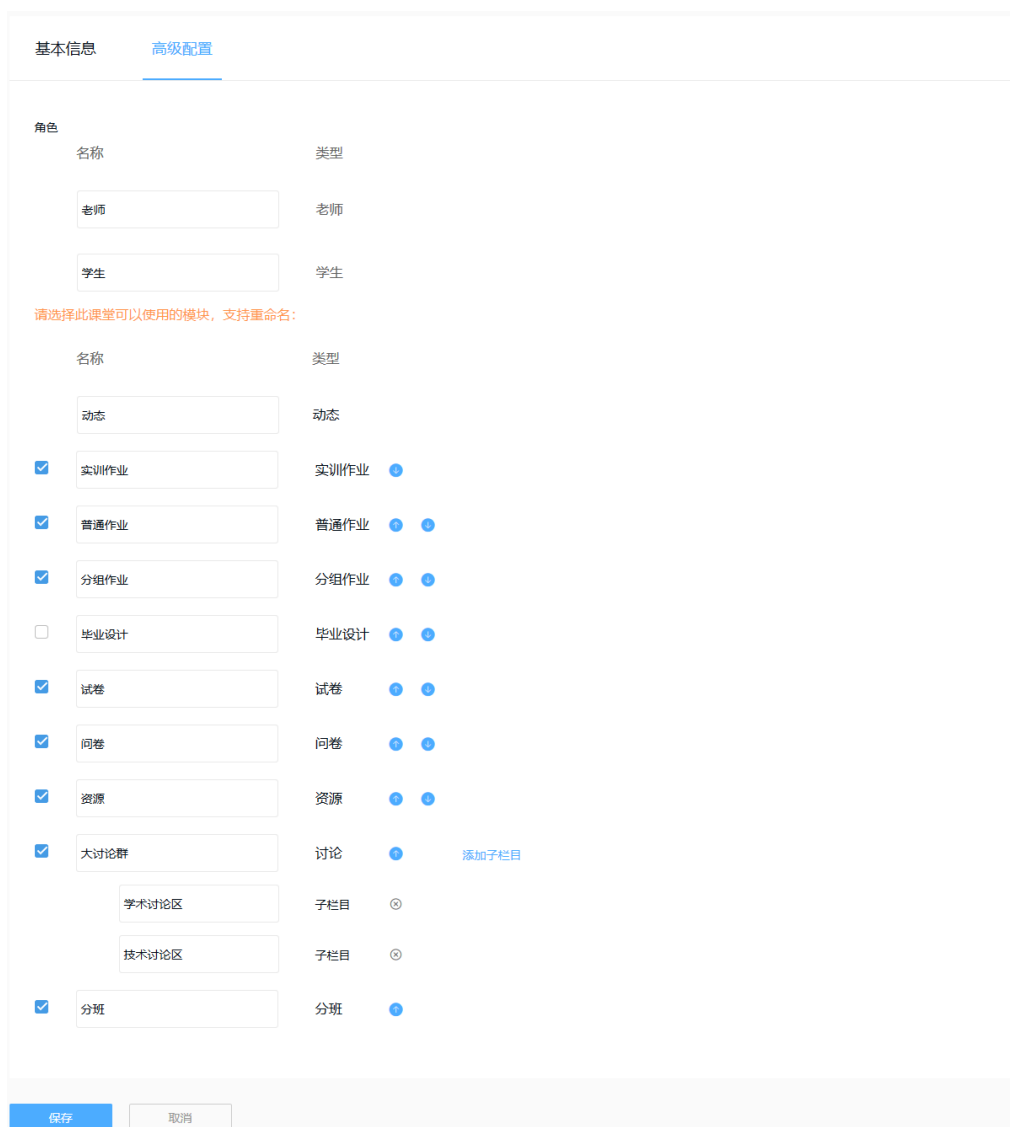 基本信息 高级配置
角色
名称 类型
老师 老师
学生 学生
请选择此课堂可以使用的模块，支持重命名：
名称 类型
动态 动态
实训作业 实训作业
普通作业 普通作业
分组作业 分组作业
毕业设计 毕业设计
试卷 试卷
问卷 问卷
资源 资源
大讨论群 讨论 添加子栏目
学术讨论区 子栏目
技术讨论区 子栏目
分班 分班
保存 取消